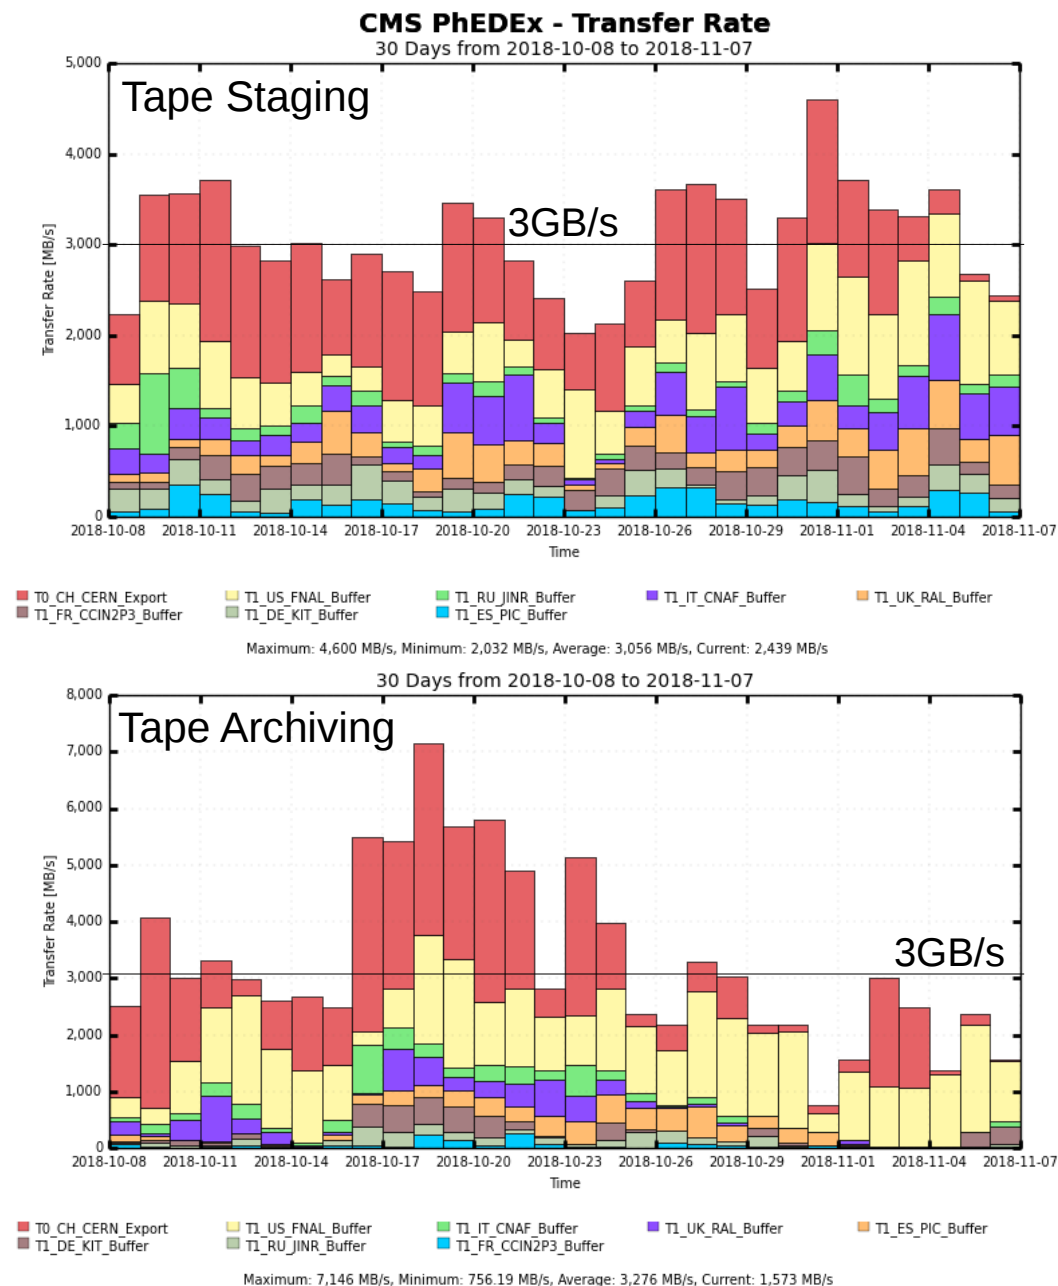 CMS PhEDEx - Transfer Rate
30 Days from 2018-10-08 to 2018-11-07
5,000
Tape Staging
4,000
3GB/s
3,000
Transfer Rate [MB/s]
2,000
1,000
0
2018-10-08 2018-10-11 2018-10-14 2018-10-17 2018-10-20 2018-10-23 2018-10-26 2018-10-29 2018-11-01 2018-11-04 2018-11-07
Time
T0_CH_CERN_Export T1_US_FNAL_Buffer T1_RU_JINR_Buffer T1_IT_CNAF_Buffer T1_UK_RAL_Buffer
T1_FR_CCIN2P3_Buffer T1_DE_KIT_Buffer T1_ES_PIC_Buffer
Maximum: 4,600 MB/s, Minimum: 2,032 MB/s, Average: 3,056 MB/s, Current: 2,439 MB/s
30 Days from 2018-10-08 to 2018-11-07
8,000
Tape Archiving
7,000
6,000
5,000
4,000
3GB/s
3,000
Transfer Rate [MB/s]
2,000
1,000
0
2018-10-08 2018-10-11 2018-10-14 2018-10-17 2018-10-20 2018-10-23 2018-10-26 2018-10-29 2018-11-01 2018-11-04 2018-11-07
Time
T0_CH_CERN_Export T1_US_FNAL_Buffer T1_IT_CNAF_Buffer T1_UK_RAL_Buffer T1_ES_PIC_Buffer
T1_DE_KIT_Buffer T1_RU_JINR_Buffer T1_FR_CCIN2P3_Buffer
Maximum: 7,146 MB/s, Minimum: 756.19 MB/s, Average: 3,276 MB/s, Current: 1,573 MB/s